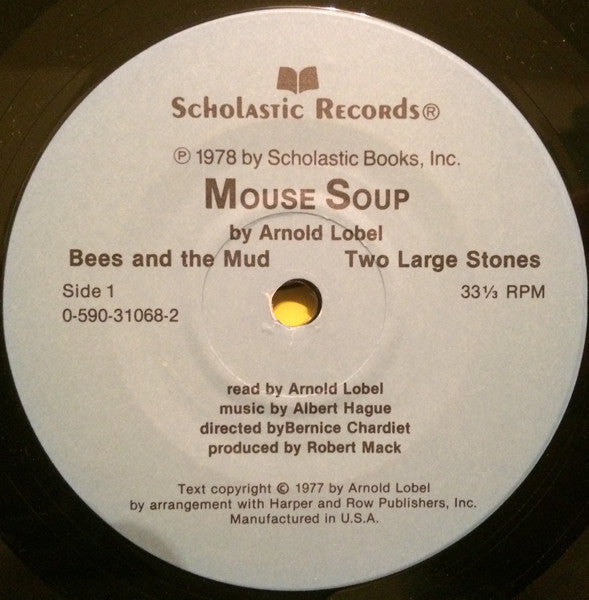 Scholastic Records®
℗ 1978 by Scholastic Books, Inc.
Mouse Soup
by Arnold Lobel
Bees and the Mud Two Large Stones
Side 1 33⅓ RPM
0-590-31068-2
read by Arnold Lobel
music by Albert Hague
directed byBernice Chardiet
produced by Robert Mack
Text copyright © 1977 by Arnold Lobel
by arrangement with Harper and Row Publishers, Inc.
Manufactured in U.S.A.